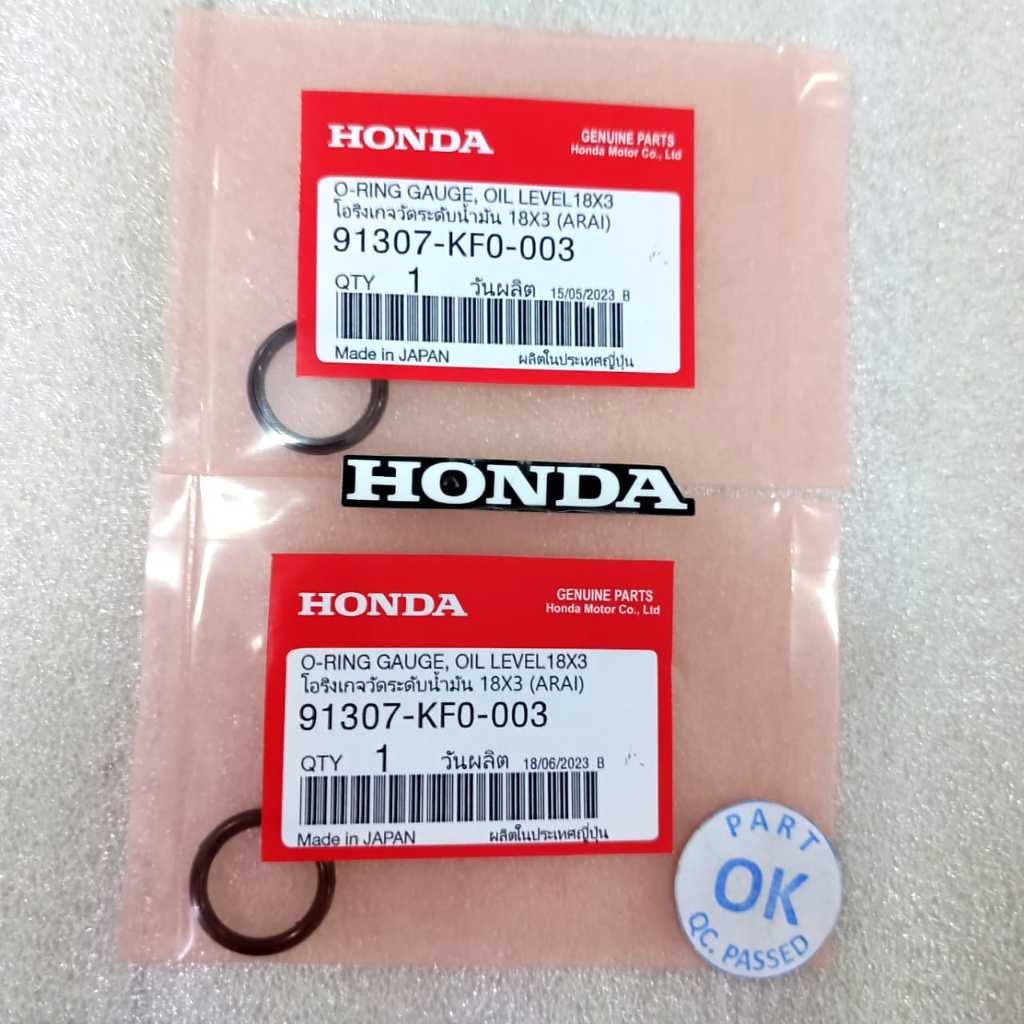 HONDA
GENUINE PARTS
Honda Motor Co., Ltd
O-RING GAUGE, OIL LEVEL18X3
โอริงเกจวัดระดับน้ำมัน 18X3 (ARAI)
91307-KF0-003
QTY 1 วันผลิต 15/05/2023 B
Made in JAPAN ผลิตในประเทศญี่ปุ่น
HONDA
HONDA
GENUINE PARTS
Honda Motor Co., Ltd
O-RING GAUGE, OIL LEVEL18X3
โอริงเกจวัดระดับน้ำมัน 18X3 (ARAI)
91307-KF0-003
QTY 1 วันผลิต 18/06/2023 B
Made in JAPAN ผลิตในประเทศญี่ปุ่น
PART
OK
QC. PASSED